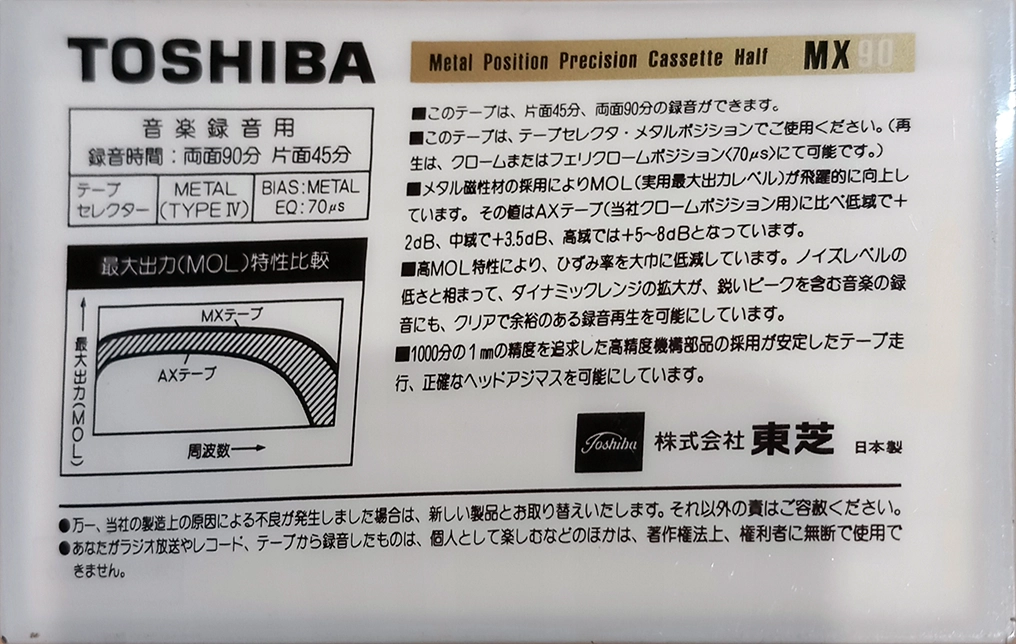 TOSHIBA
Metal Position Precision Cassette Half MX90
音楽録音用
録音時間：両面90分 片面45分
テープ
セレクター
METAL
(TYPE Ⅳ)
BIAS:METAL
EQ:70μs
最大出力(MOL)特性比較
↑最大出力(MOL)
MXテープ
AXテープ
周波数→
■このテープは、片面45分、両面90分の録音ができます。
■このテープは、テープセレクタ・メタルポジションでご使用ください。(再
生は、クロームまたはフェリクロームポジション〈70μs〉にて可能です。)
■メタル磁性材の採用によりMOL(実用最大出力レベル)が飛躍的に向上し
ています。その値はAXテープ(当社クロームポジション用)に比べ低域で+
2dB、中域で+3.5dB、高域では+5〜8dBとなっています。
■高MOL特性により、ひずみ率を大巾に低減しています。ノイズレベルの
低さと相まって、ダイナミックレンジの拡大が、鋭いピークを含む音楽の録
音にも、クリアで余裕のある録音再生を可能にしています。
■1000分の1mmの精度を追求した高精度機構部品の採用が安定したテープ走
行、正確なヘッドアジマスを可能にしています。
Toshiba 株式会社 東芝 日本製
●万一、当社の製造上の原因による不良が発生しました場合は、新しい製品とお取り替えいたします。それ以外の責はご容赦ください。
●あなたがラジオ放送やレコード、テープから録音したものは、個人として楽しむなどのほかは、著作権法上、権利者に無断で使用で
きません。